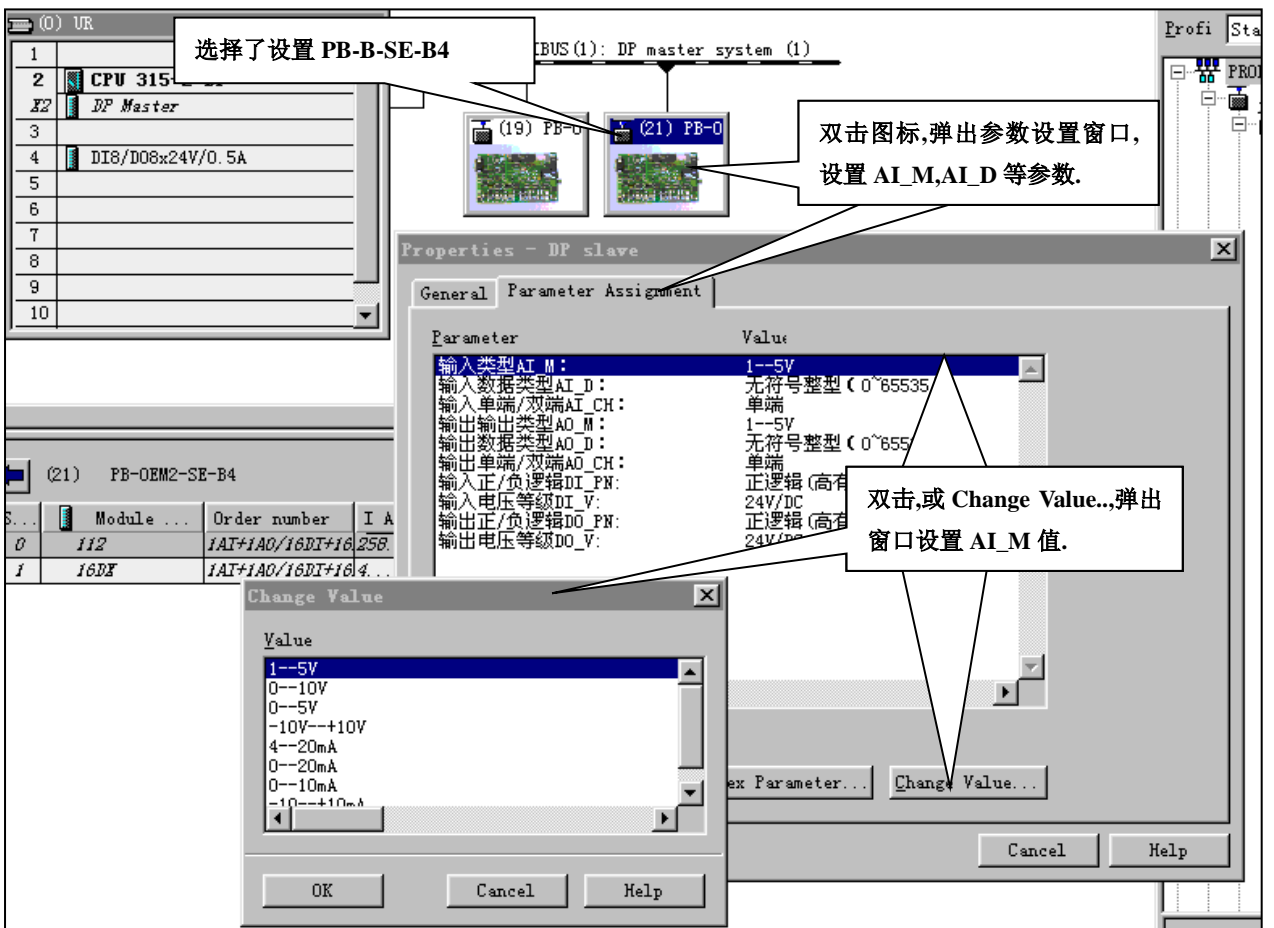 (0) UR
1
2 CPU 315-2 DP
X2 DP Master
3
4 DI8/DO8x24V/0.5A
5
6
7
8
9
10
选择了设置 PB-B-SE-B4
IBUS(1): DP master system (1)
(19) PB-O
(21) PB-O
双击图标,弹出参数设置窗口,
设置 AI_M,AI_D 等参数.
Profi Sta
PROI
Properties - DP slave
General Parameter Assignment
Parameter Value
输入类型AI_M： 1--5V
输入数据类型AI_D： 无符号整型（0~65535
输入单端/双端AI_CH： 单端
输出输出类型AO_M： 1--5V
输出数据类型AO_D： 无符号整型（0~655
输出单端/双端AO_CH： 单端
输入正/负逻辑DI_PN: 正逻辑(高有
输入电压等级DI_V: 24V/DC
输出正/负逻辑DO_PN: 正逻辑(高有
输出电压等级DO_V: 24V/DC
双击,或 Change Value..,弹出
窗口设置 AI_M 值.
ex Parameter... Change Value...
Cancel Help
(21) PB-OEM2-SE-B4
S... Module ... Order number I A
0 112 1AI+1AO/16DI+16 258.
1 16DX 1AI+1AO/16DI+16 4...
Change Value
Value
1--5V
0--10V
0--5V
-10V--+10V
4--20mA
0--20mA
0--10mA
-10--+10mA
OK Cancel Help